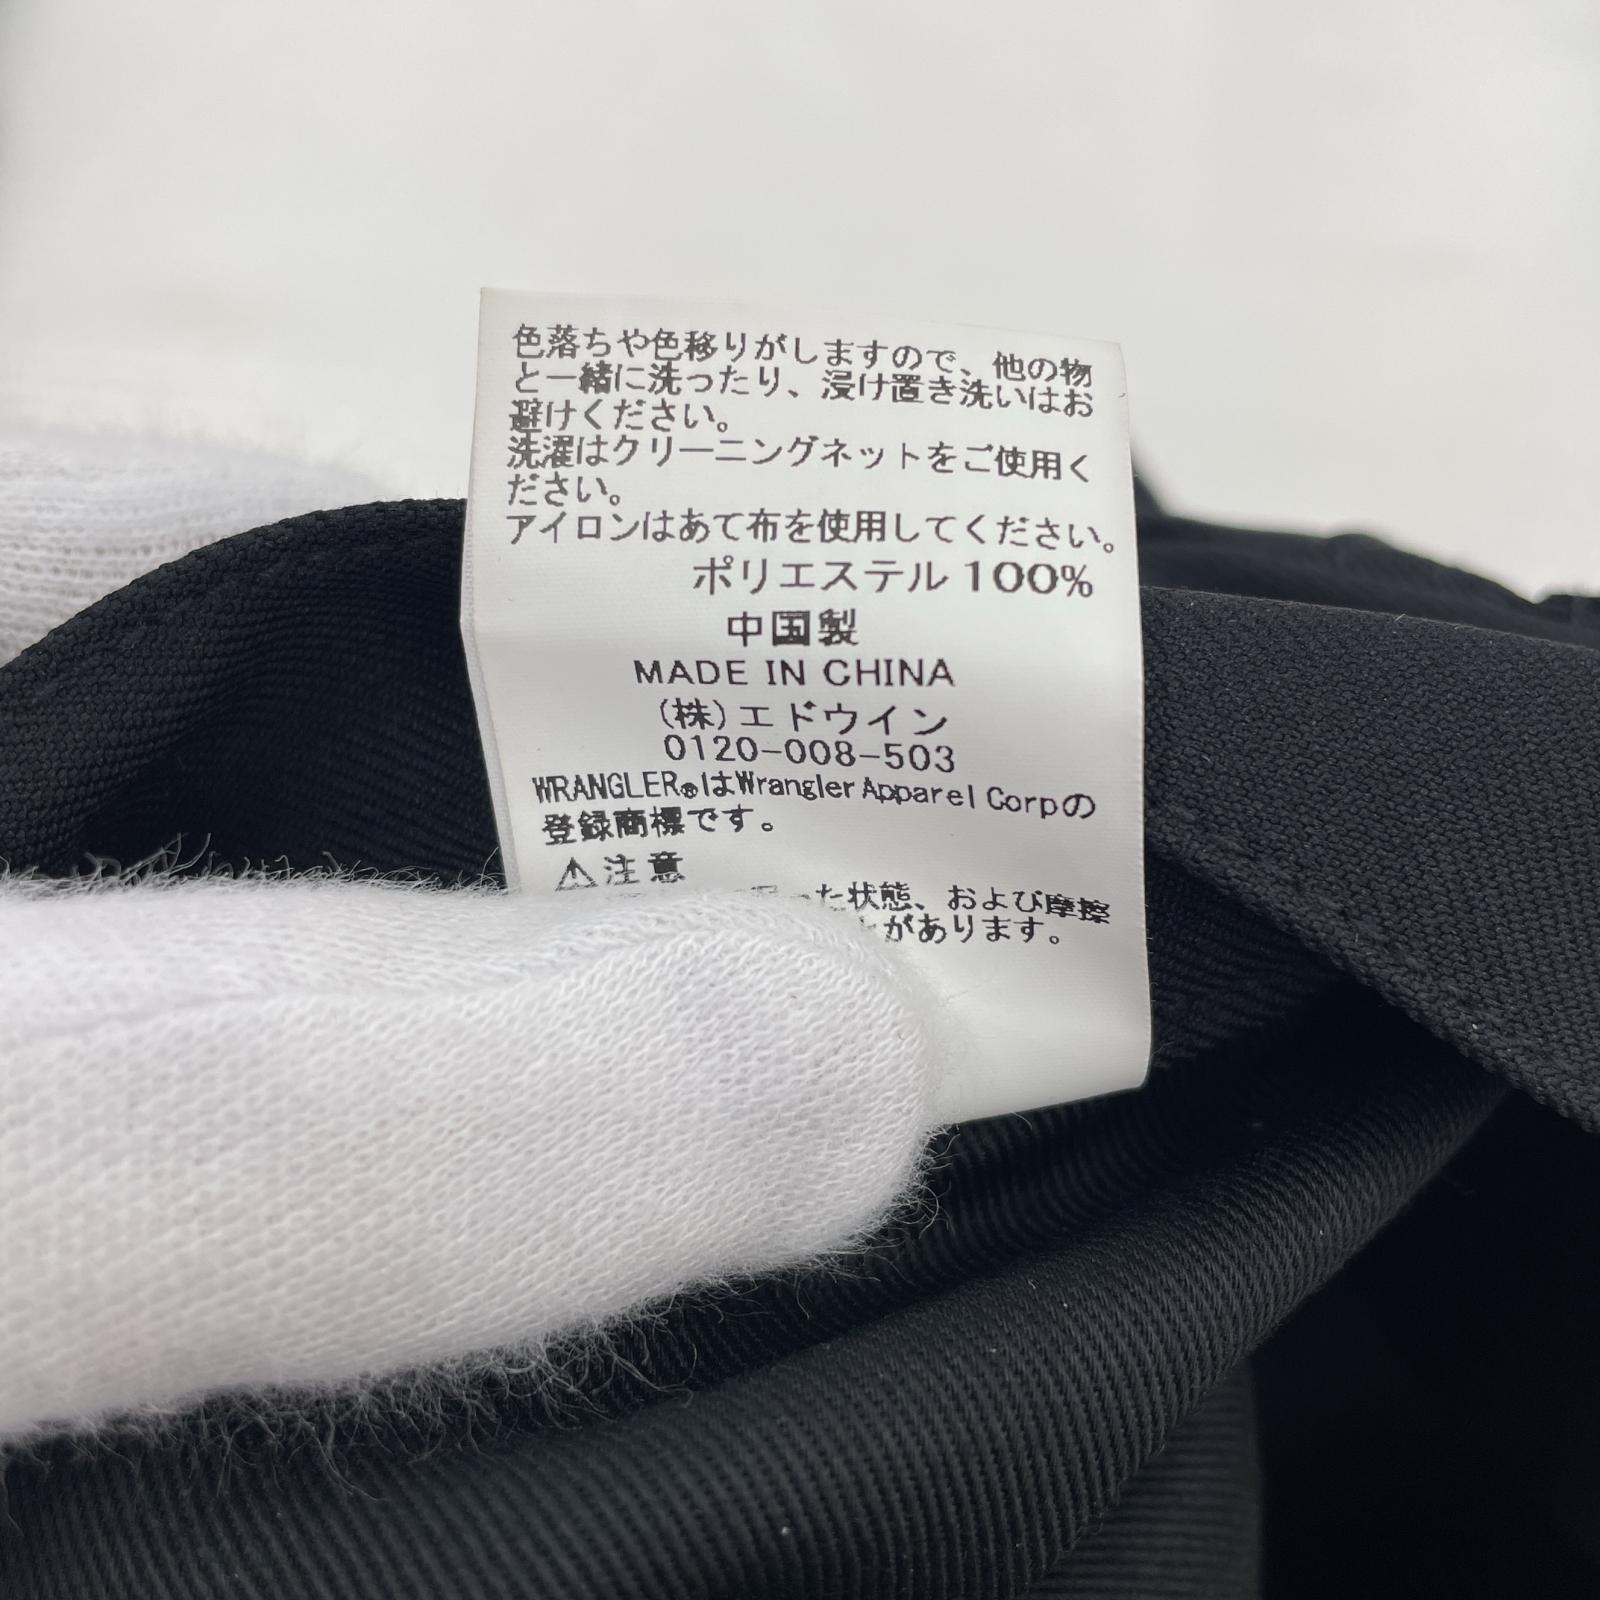 色落ちや色移りがしますので、他の物
と一緒に洗ったり、浸け置き洗いはお
避けください。
洗濯はクリーニングネットをご使用く
ださい。
アイロンはあて布を使用してください。
ポリエステル100%
中国製
MADE IN CHINA
(株)エドウイン
0120-008-503
WRANGLER®はWrangler Apparel Corpの
登録商標です。
⚠注意
た状態、および摩擦
があります。